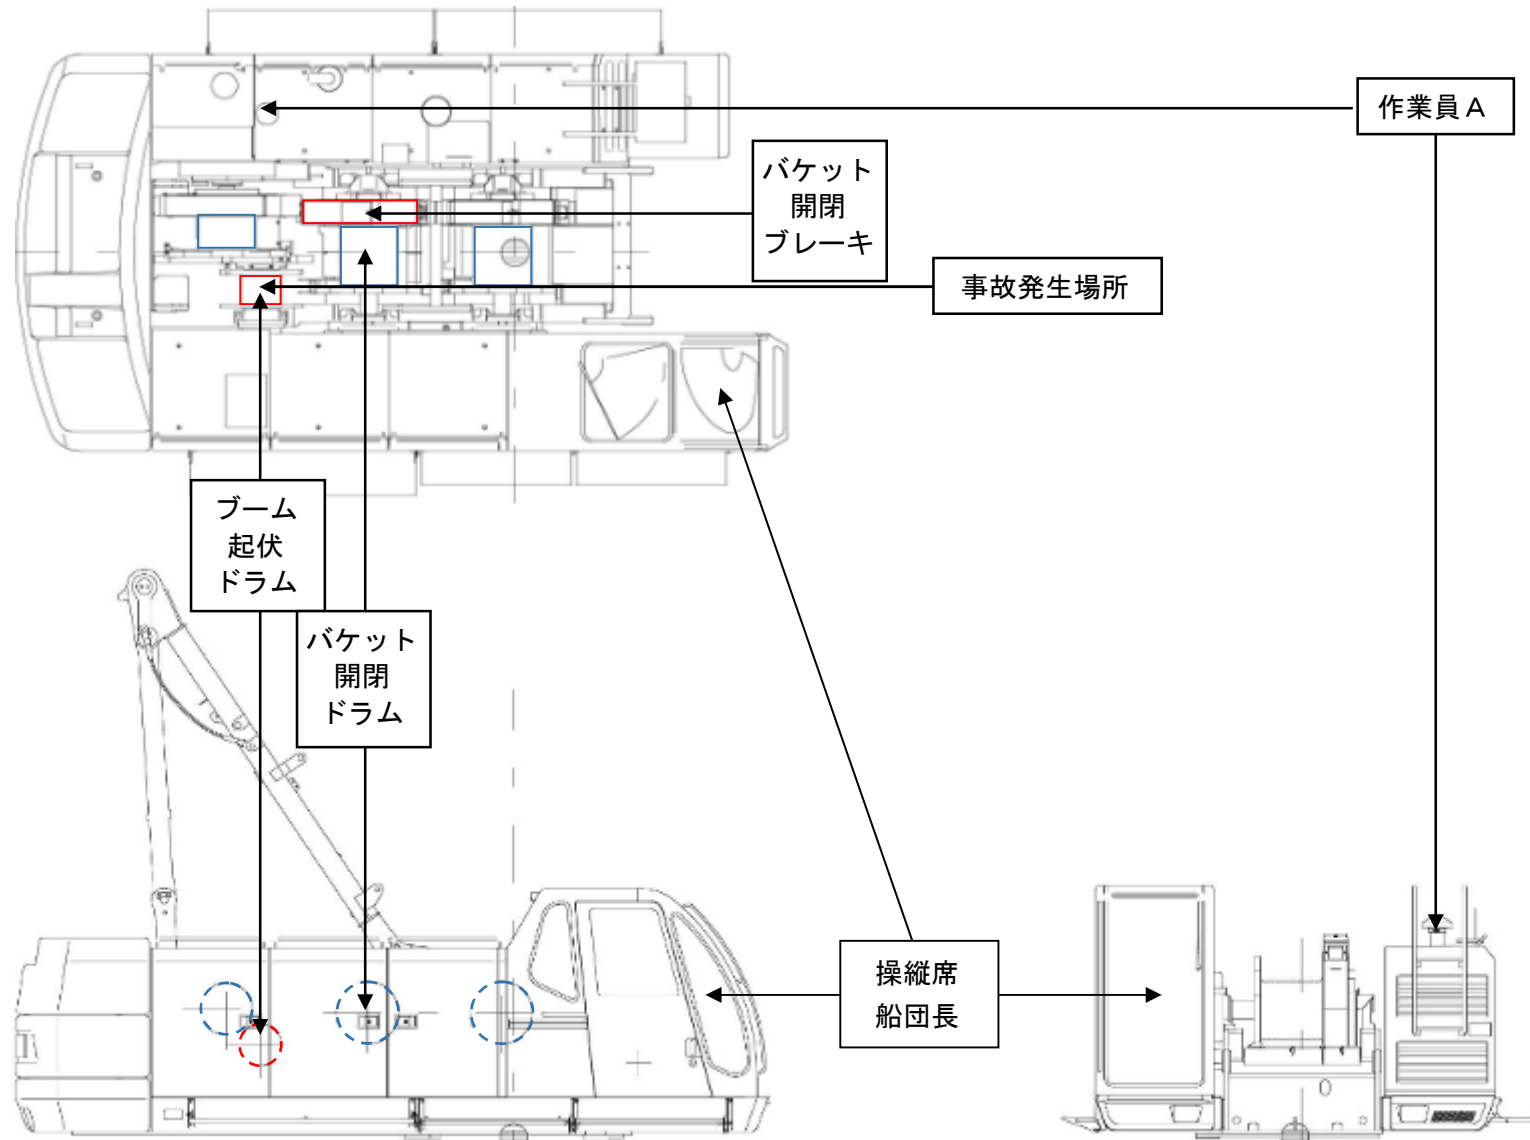 作業員A
バケット
開閉
ブレーキ
事故発生場所
ブーム
起伏
ドラム
バケット
開閉
ドラム
操縦席
船団長